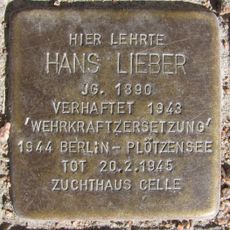 HIER LEHRTE
HANS LIEBER
JG. 1890
VERHAFTET 1943
'WEHRKRAFTZERSETZUNG'
1944 BERLIN-PLÖTZENSEE
TOT 20.2.1945
ZUCHTHAUS CELLE